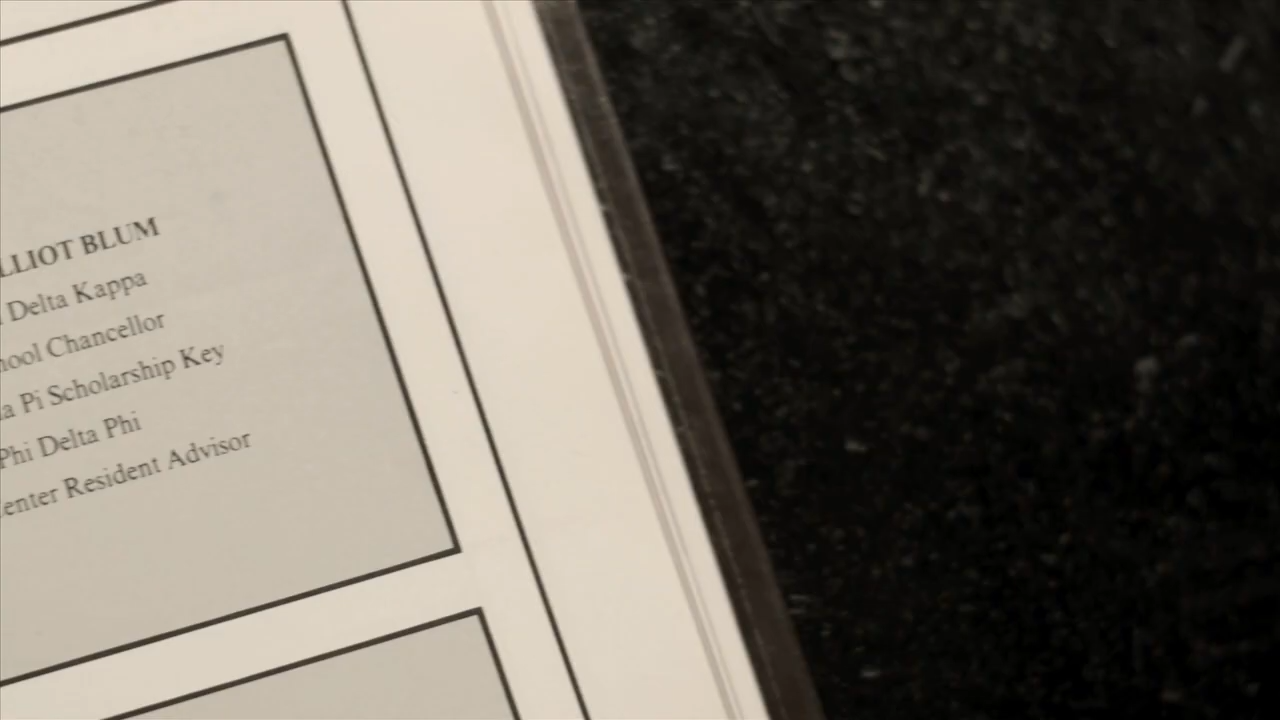 LLIOT BLUM
Delta Kappa
hool Chancellor
a Pi Scholarship Key
Phi Delta Phi
enter Resident Advisor